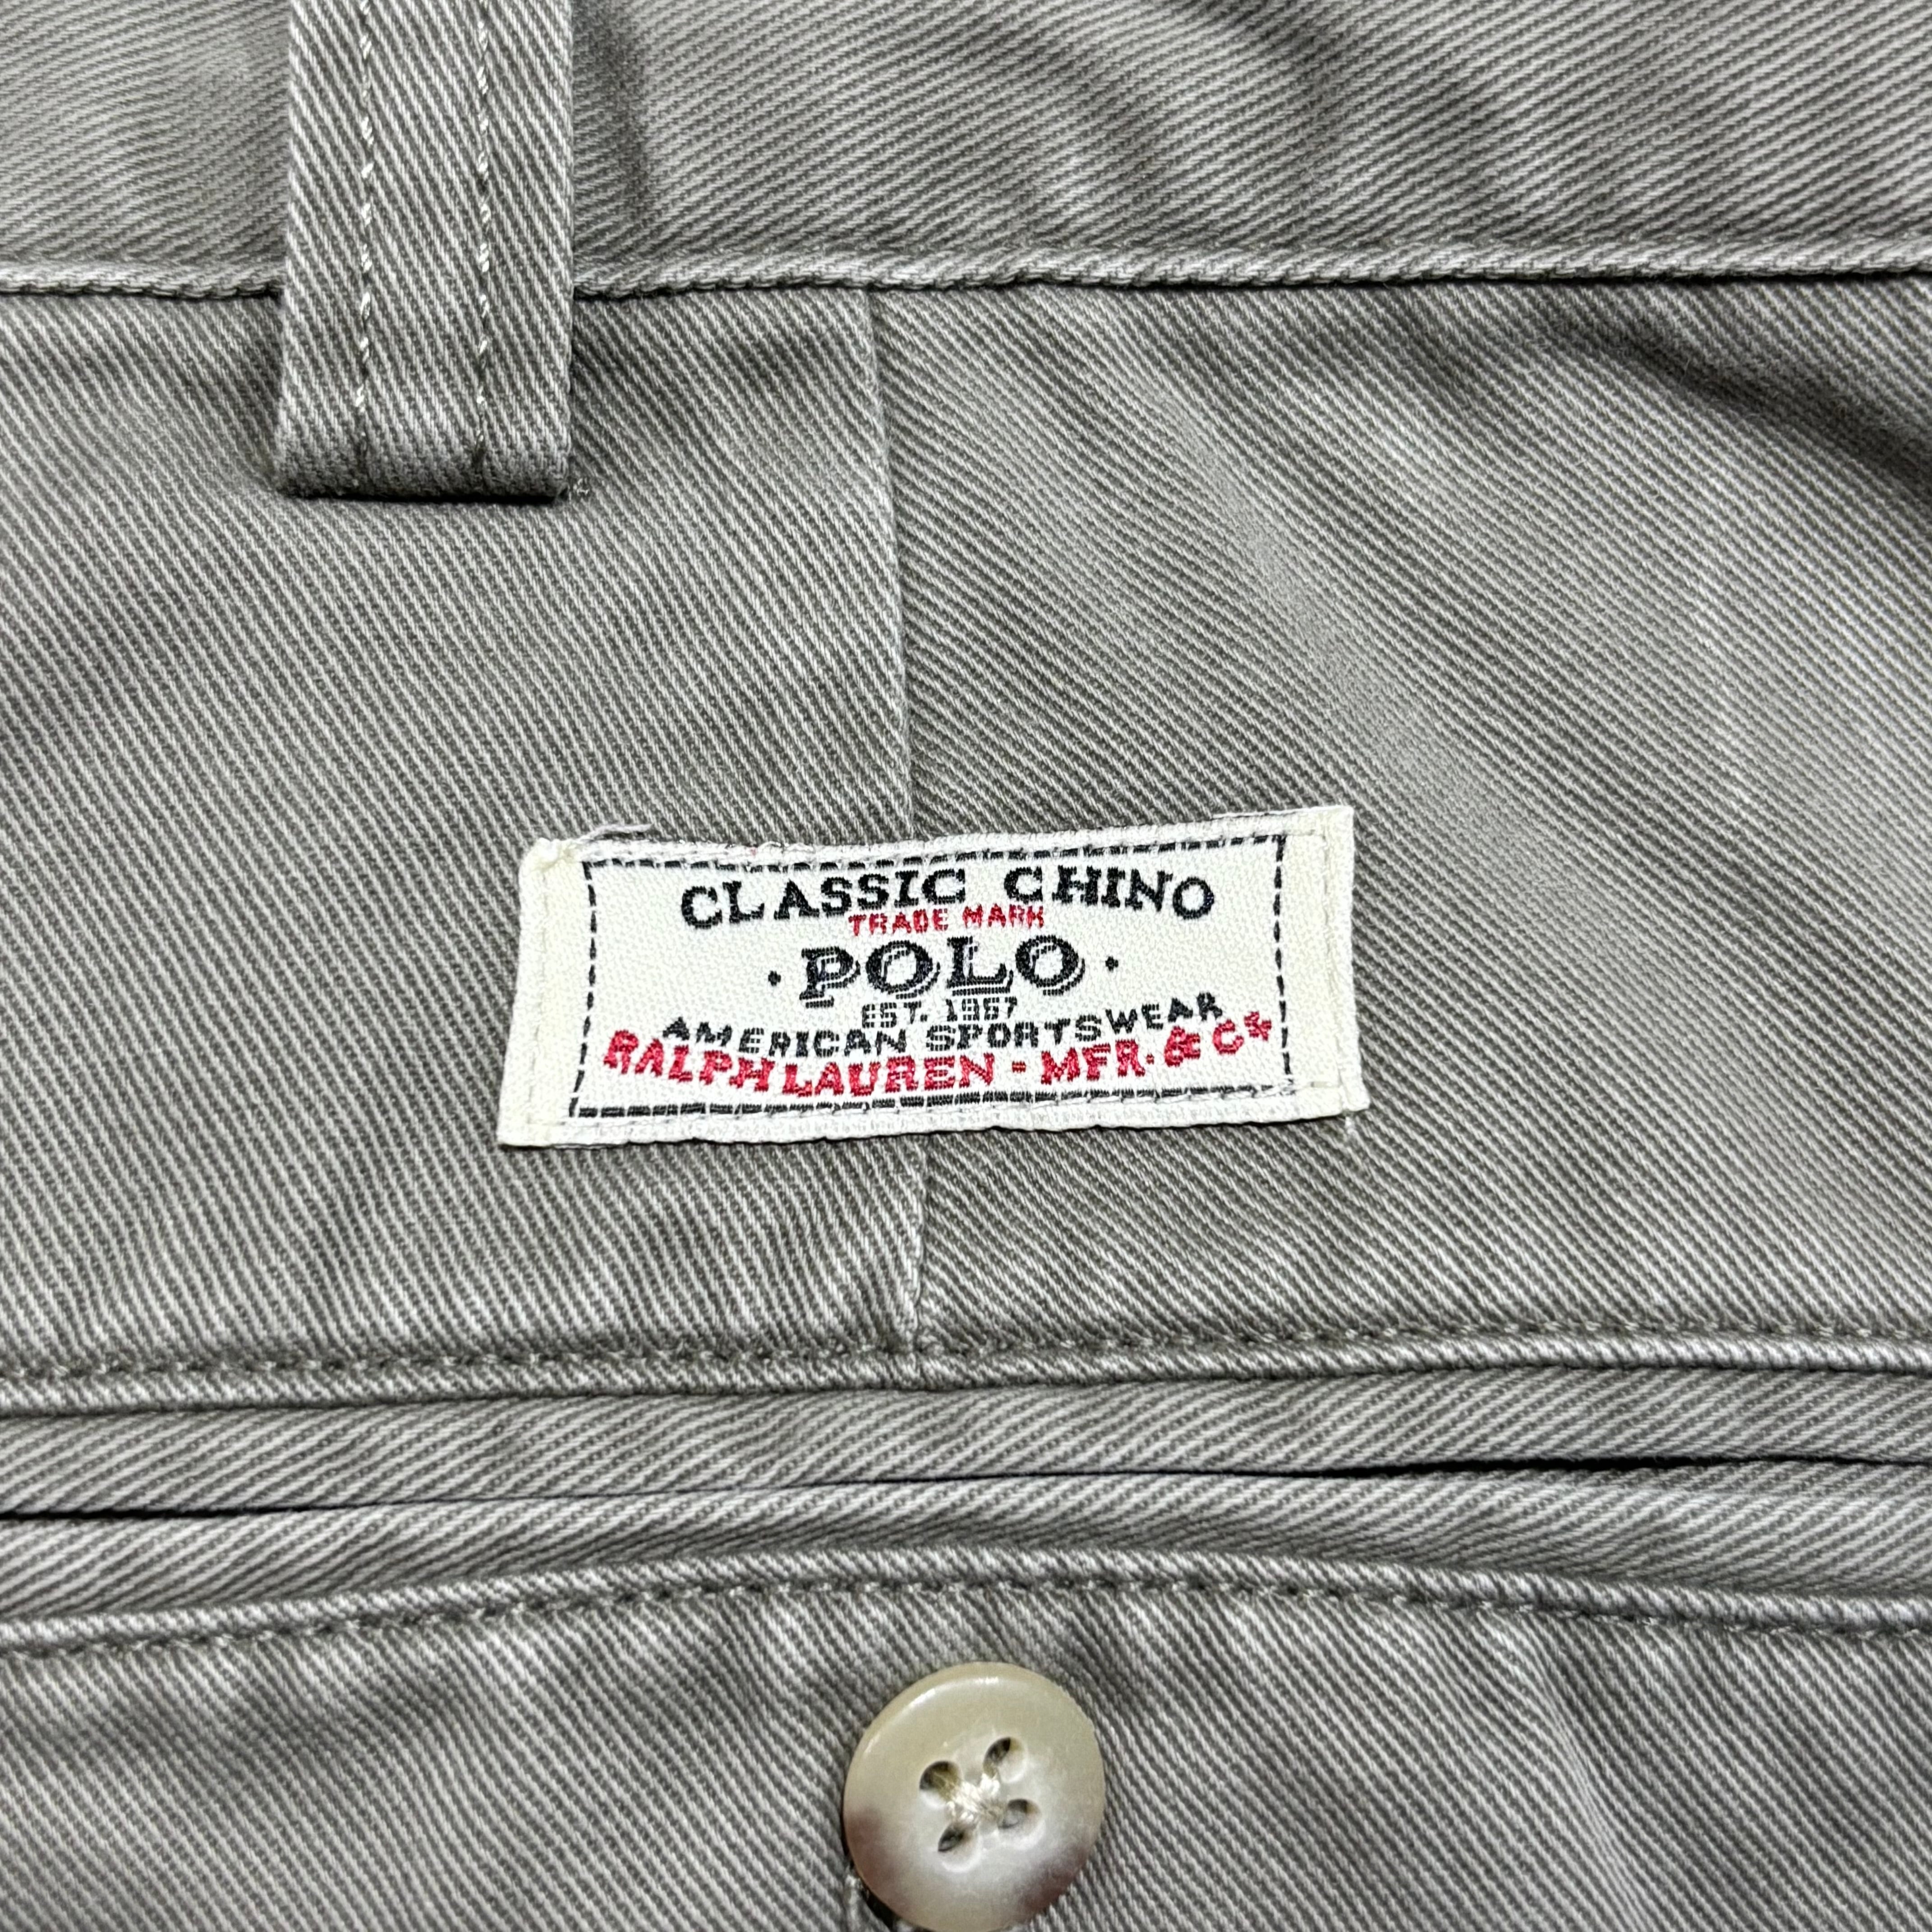 CLASSIC CHINO
TRADE MARK
· POLO ·
EST. 1967
AMERICAN SPORTSWEAR
RALPH LAUREN - MFR. & Co